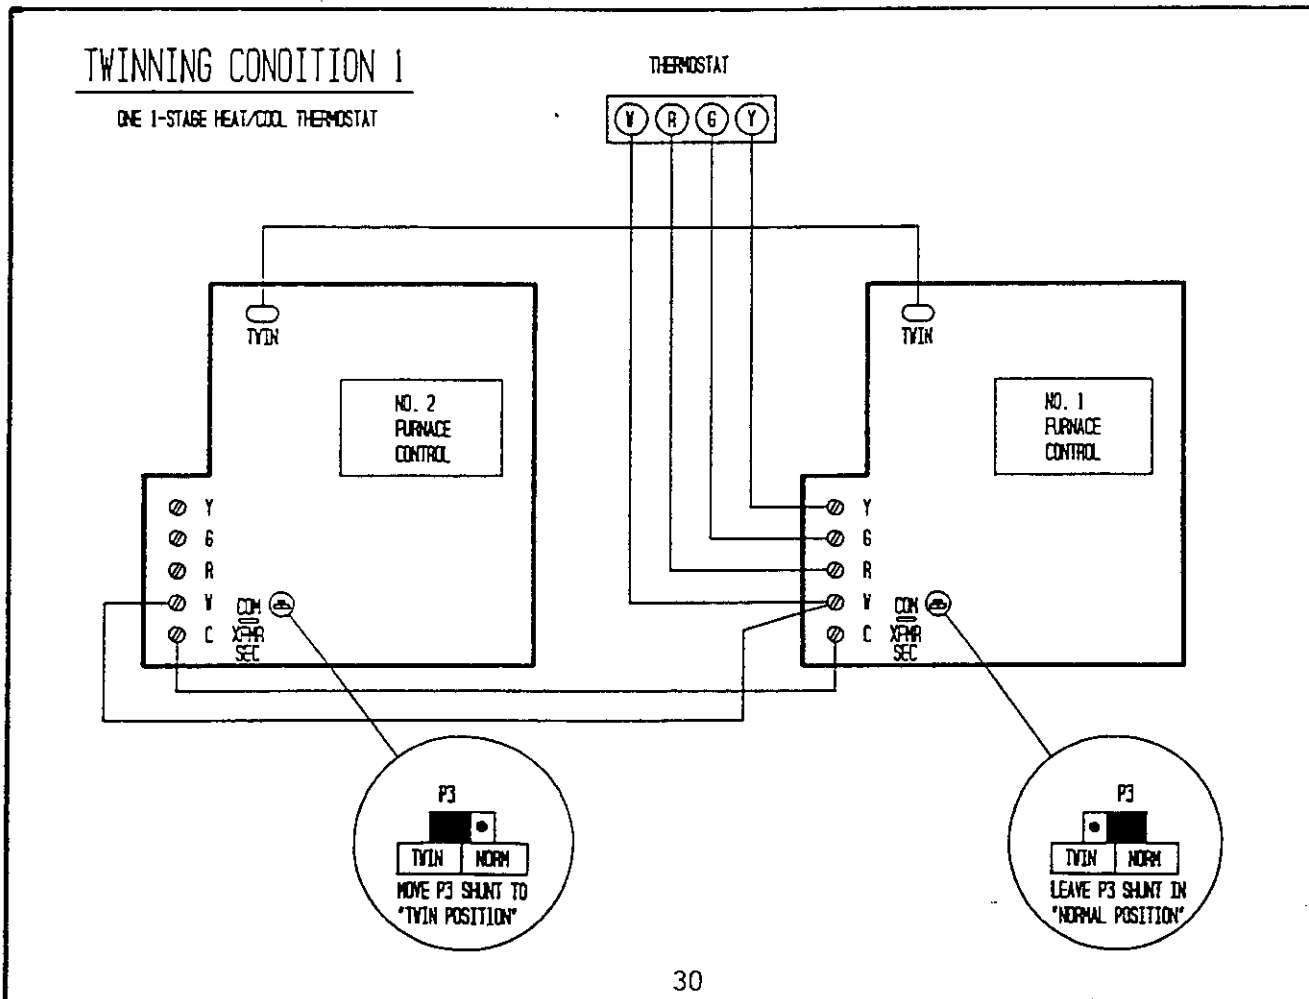 TWINNING CONDITION 1
ONE 1-STAGE HEAT/COOL THERMOSTAT
THERMOSTAT
W R G Y
TWIN
NO. 2
FURNACE
CONTROL
Y
G
R
W
C
COM
XFMR
SEC
TWIN
NO. 1
FURNACE
CONTROL
Y
G
R
W
C
COM
XFMR
SEC
P3
TWIN NORM
MOVE P3 SHUNT TO
"TWIN POSITION"
P3
TWIN NORM
LEAVE P3 SHUNT IN
"NORMAL POSITION"
30